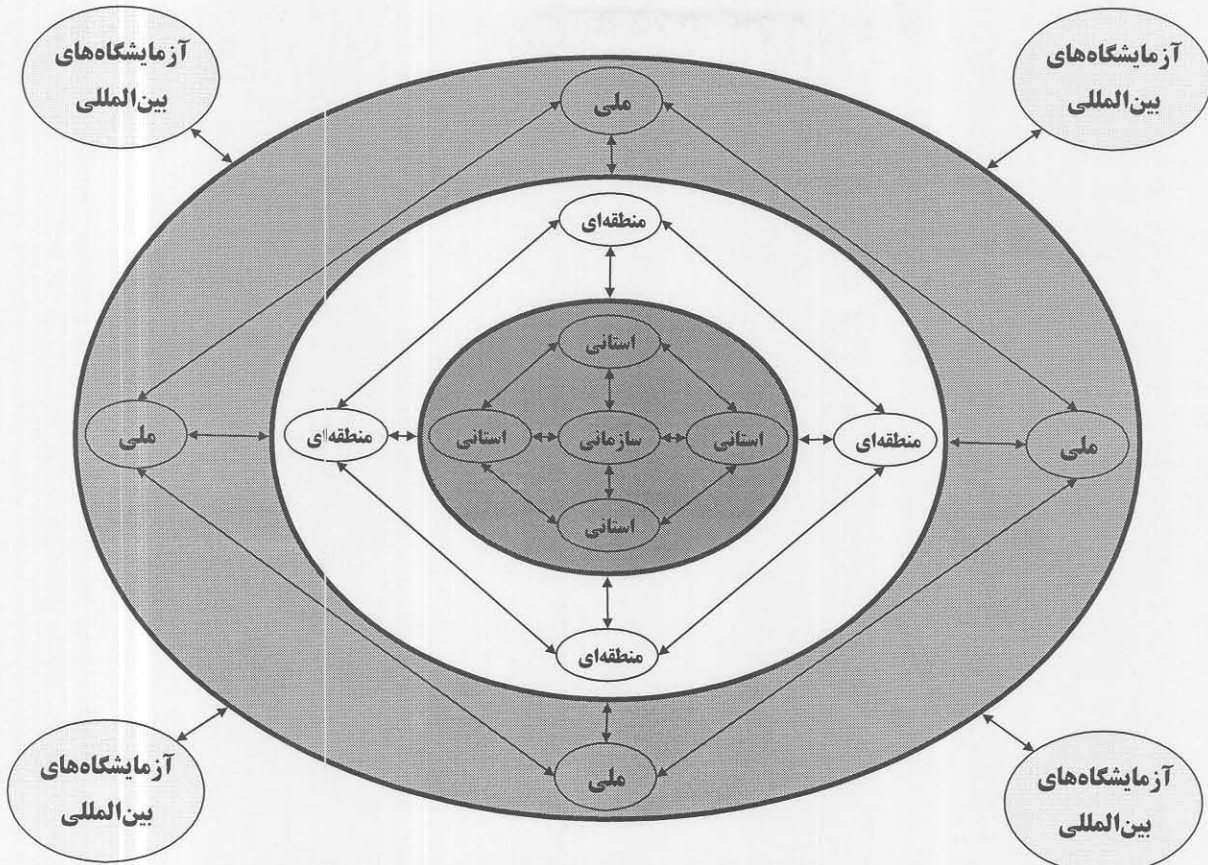 آزمایشگاه‌های
بین‌المللی
آزمایشگاه‌های
بین‌المللی
ملی
منطقه‌ای
استانی
ملی
منطقه‌ای
استانی
سازمانی
استانی
منطقه‌ای
ملی
استانی
منطقه‌ای
ملی
آزمایشگاه‌های
بین‌المللی
آزمایشگاه‌های
بین‌المللی